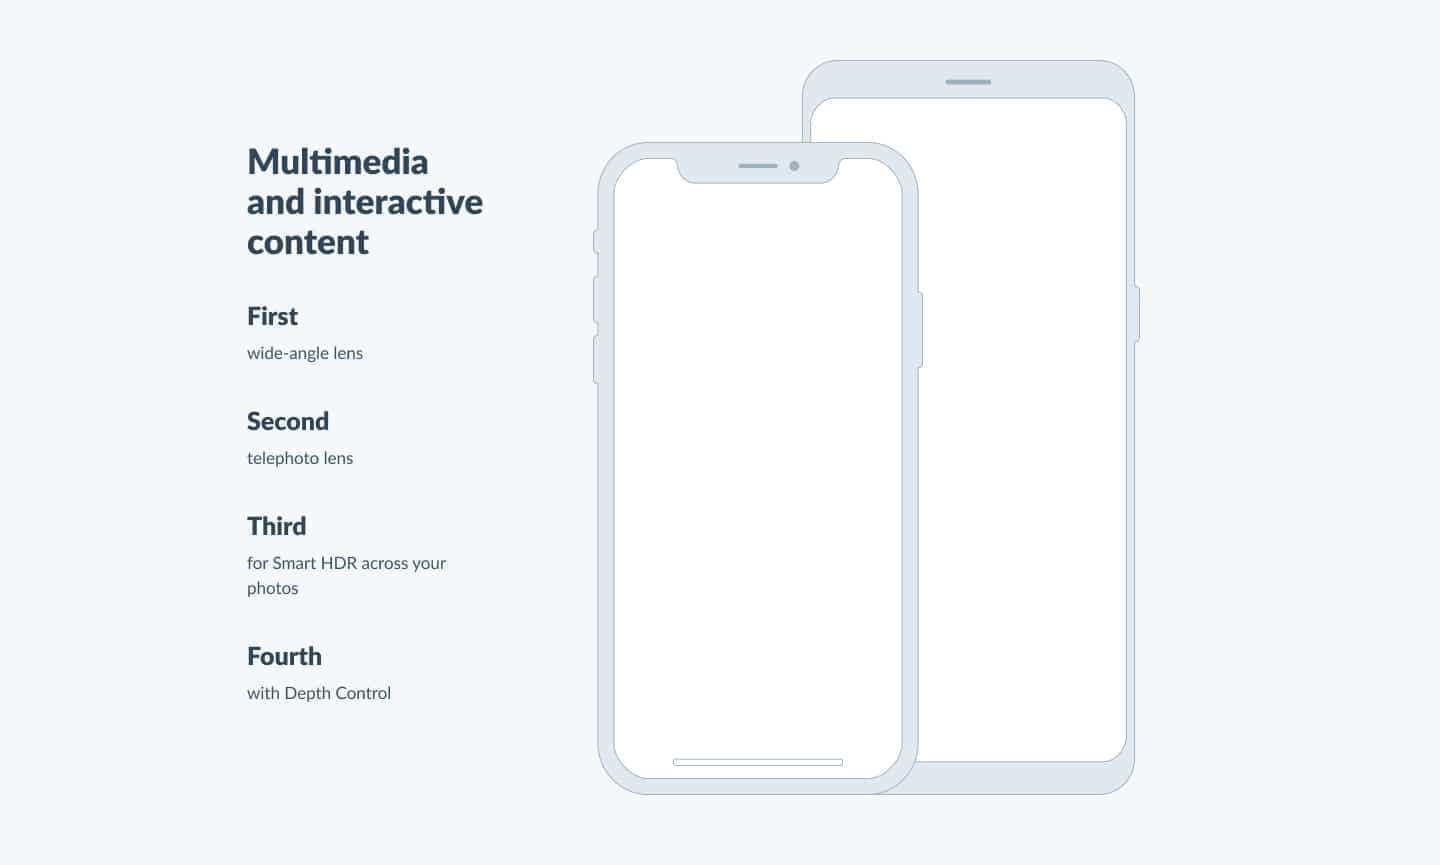 Multimedia
and interactive
content
First
wide-angle lens
Second
telephoto lens
Third
for Smart HDR across your
photos
Fourth
with Depth Control